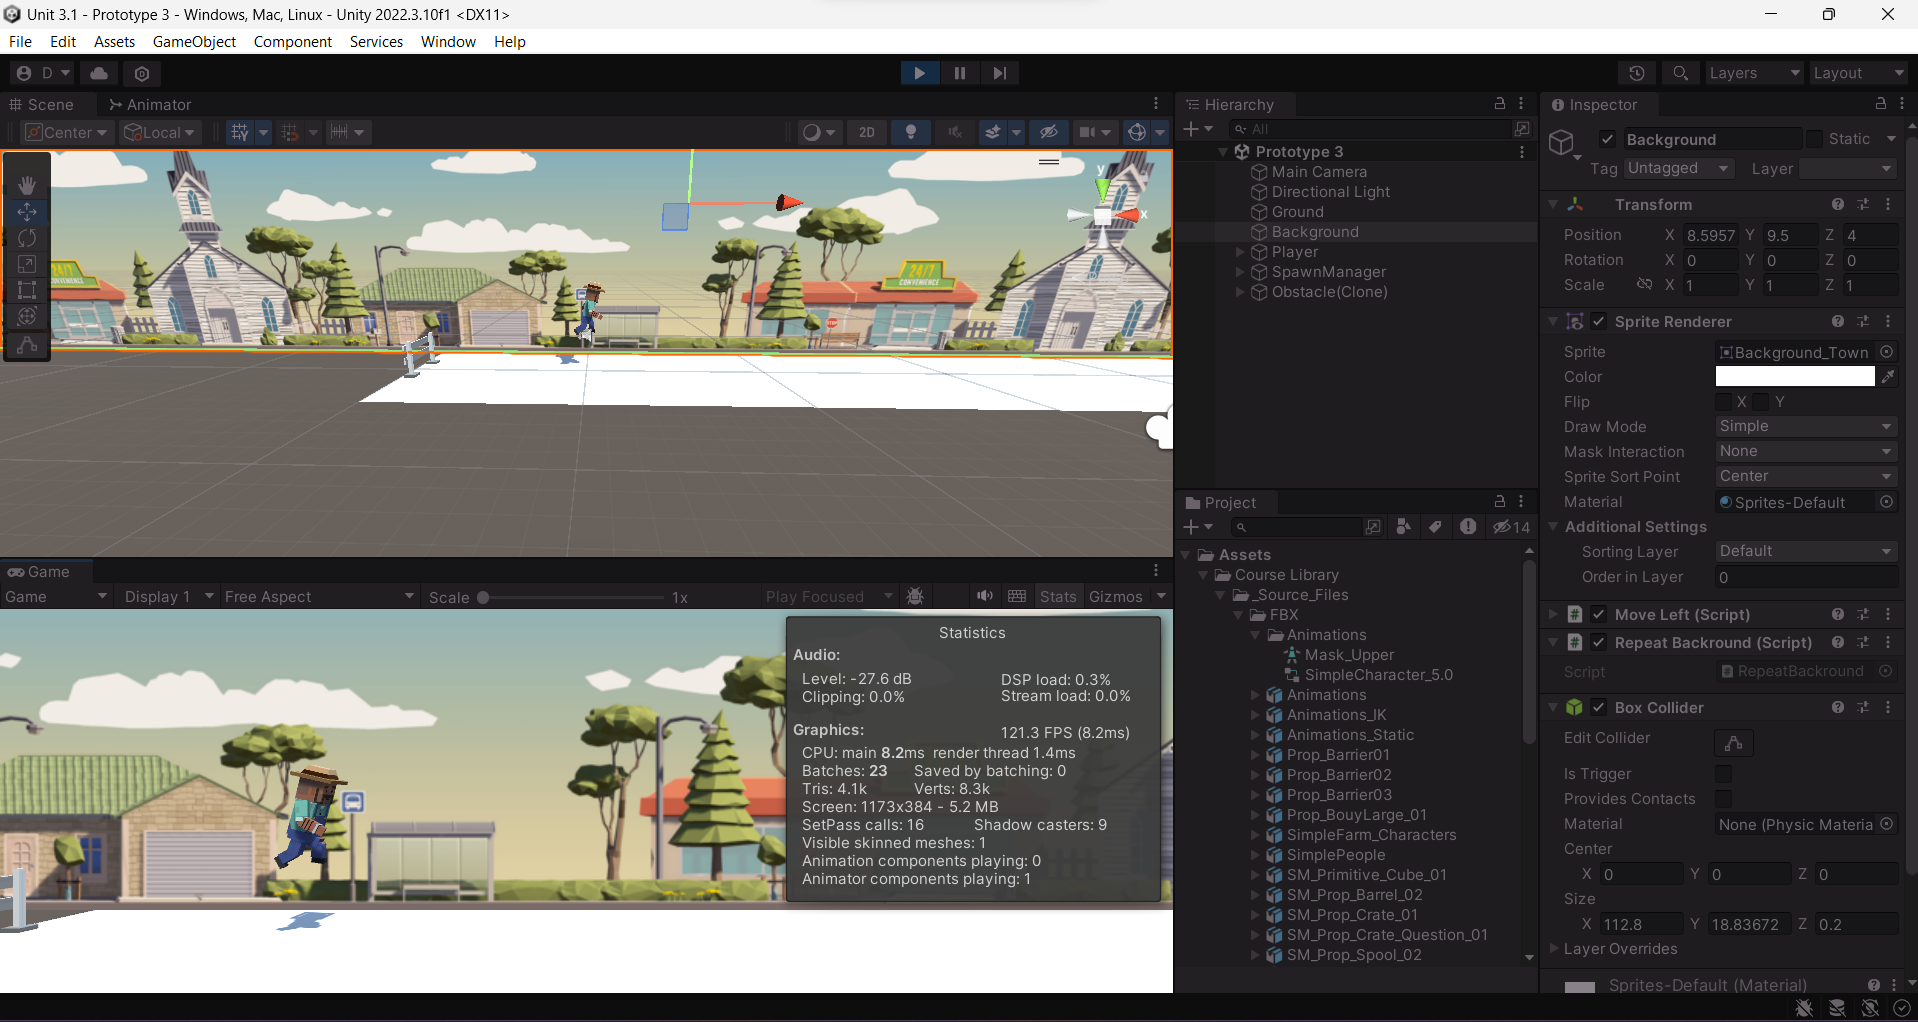 Unit 3.1 - Prototype 3 - Windows, Mac, Linux - Unity 2022.3.10f1 <DX11>
File Edit Assets GameObject Component Services Window Help
D Layers Layout
Scene Animator
Center Local 2D
y
x
24/7
CONVENIENCE
24/7
CONVENIENCE
STOP
Game
Game Display 1 Free Aspect Scale 1x Play Focused Stats Gizmos
Statistics
Audio:
Level: -27.6 dB DSP load: 0.3%
Clipping: 0.0% Stream load: 0.0%
Graphics: 121.3 FPS (8.2ms)
CPU: main 8.2ms render thread 1.4ms
Batches: 23 Saved by batching: 0
Tris: 4.1k Verts: 8.3k
Screen: 1173x384 - 5.2 MB
SetPass calls: 16 Shadow casters: 9
Visible skinned meshes: 1
Animation components playing: 0
Animator components playing: 1
Hierarchy
All
Prototype 3
Main Camera
Directional Light
Ground
Background
Player
SpawnManager
Obstacle(Clone)
Project
14
Assets
Course Library
_Source_Files
FBX
Animations
Mask_Upper
SimpleCharacter_5.0
Animations
Animations_IK
Animations_Static
Prop_Barrier01
Prop_Barrier02
Prop_Barrier03
Prop_BouyLarge_01
SimpleFarm_Characters
SimplePeople
SM_Primitive_Cube_01
SM_Prop_Barrel_02
SM_Prop_Crate_01
SM_Prop_Crate_Question_01
SM_Prop_Spool_02
Inspector
Background Static
Tag Untagged Layer
Transform
Position X 8.5957 Y 9.5 Z 4
Rotation X 0 Y 0 Z 0
Scale X 1 Y 1 Z 1
Sprite Renderer
Sprite Background_Town
Color
Flip X Y
Draw Mode Simple
Mask Interaction None
Sprite Sort Point Center
Material Sprites-Default
Additional Settings
Sorting Layer Default
Order in Layer 0
Move Left (Script)
Repeat Backround (Script)
Script RepeatBackround
Box Collider
Edit Collider
Is Trigger
Provides Contacts
Material None (Physic Materia
Center
X 0 Y 0 Z 0
Size
X 112.8 Y 18.83672 Z 0.2
Layer Overrides
Sprites-Default (Material)